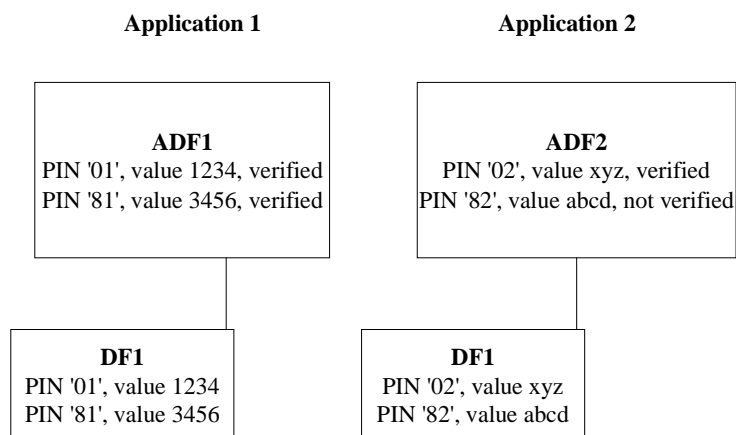 Application 1
Application 2
ADF1
PIN '01', value 1234, verified
PIN '81', value 3456, verified
ADF2
PIN '02', value xyz, verified
PIN '82', value abcd, not verified
DF1
PIN '01', value 1234
PIN '81', value 3456
DF1
PIN '02', value xyz
PIN '82', value abcd